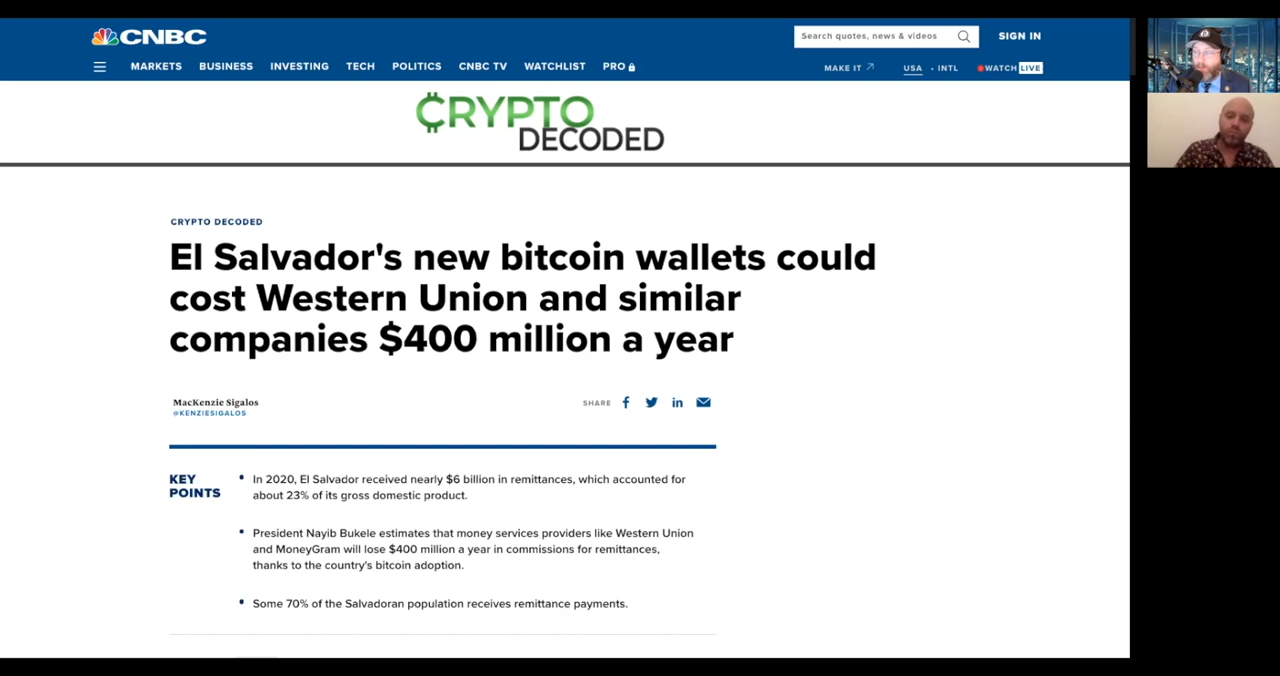 CNBC
Search quotes, news & videos
SIGN IN
MARKETS BUSINESS INVESTING TECH POLITICS CNBC TV WATCHLIST PRO
MAKE IT USA • INTL WATCH LIVE
CRYPTO
DECODED
CRYPTO DECODED
El Salvador's new bitcoin wallets could
cost Western Union and similar
companies $400 million a year
MacKenzie Sigalos
@KENZIESIGALOS
SHARE
KEY
POINTS
• In 2020, El Salvador received nearly $6 billion in remittances, which accounted for
about 23% of its gross domestic product.
• President Nayib Bukele estimates that money services providers like Western Union
and MoneyGram will lose $400 million a year in commissions for remittances,
thanks to the country's bitcoin adoption.
• Some 70% of the Salvadoran population receives remittance payments.